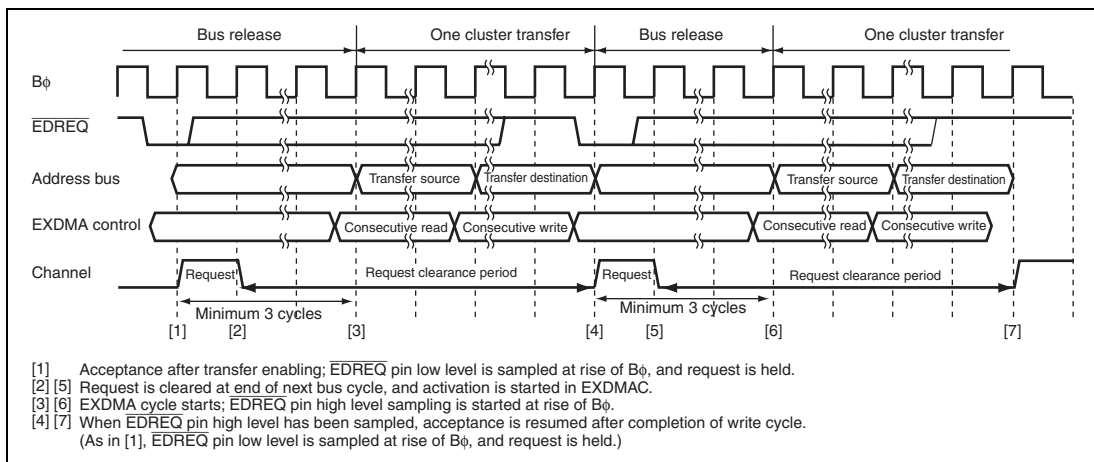 Bus release One cluster transfer Bus release One cluster transfer
Bφ
EDREQ
Address bus Transfer source Transfer destination Transfer source Transfer destination
EXDMA control Consecutive read Consecutive write Consecutive read Consecutive write
Channel Request Request clearance period Request Request clearance period
Minimum 3 cycles Minimum 3 cycles
[1] [2] [3] [4] [5] [6] [7]
[1] Acceptance after transfer enabling; EDREQ pin low level is sampled at rise of Bφ, and request is held.
[2] [5] Request is cleared at end of next bus cycle, and activation is started in EXDMAC.
[3] [6] EXDMA cycle starts; EDREQ pin high level sampling is started at rise of Bφ.
[4] [7] When EDREQ pin high level has been sampled, acceptance is resumed after completion of write cycle.
(As in [1], EDREQ pin low level is sampled at rise of Bφ, and request is held.)